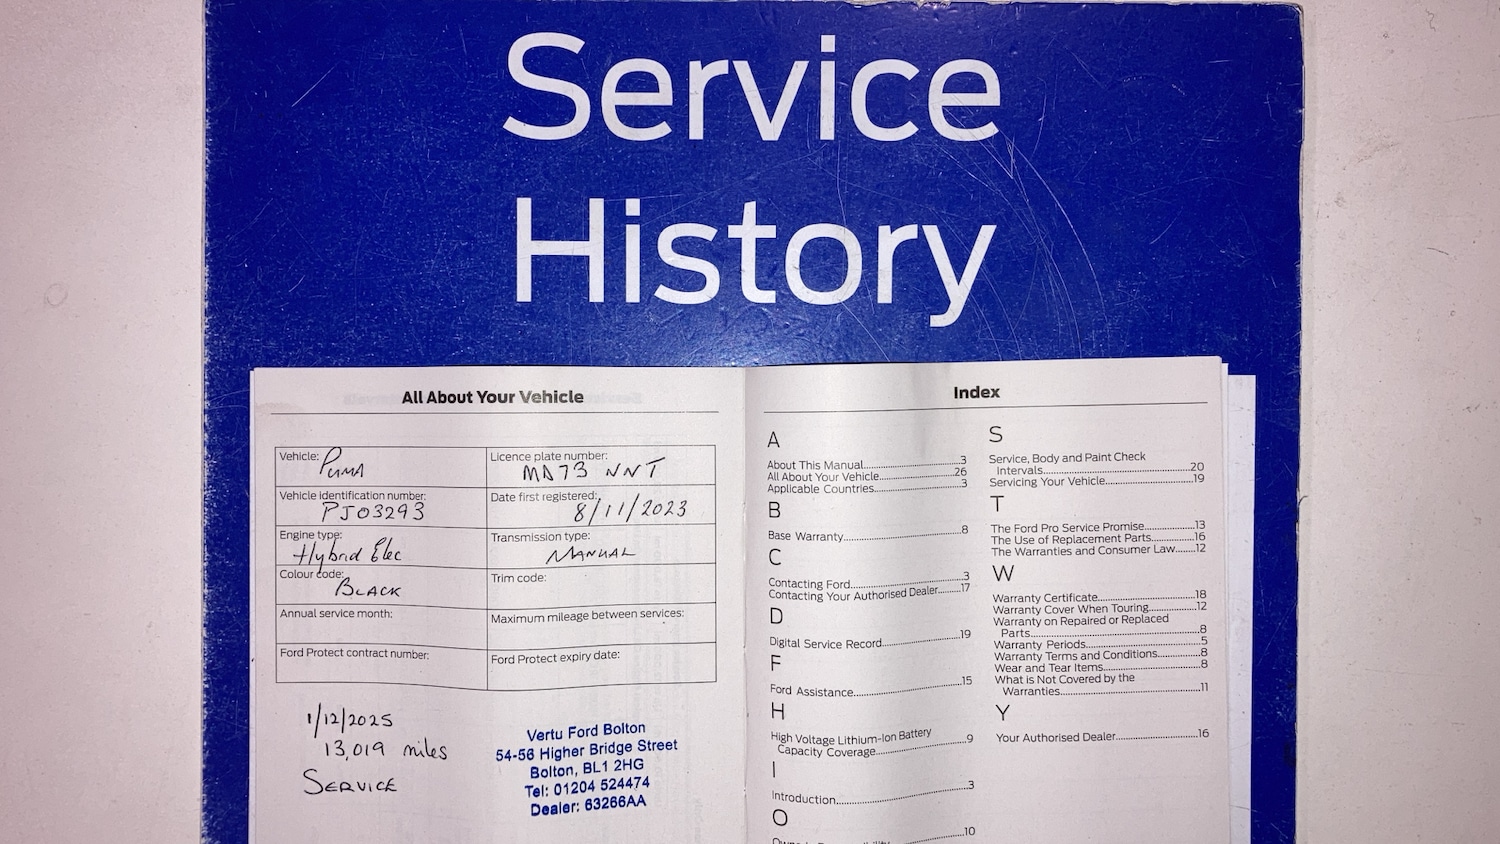 Service
History
All About Your Vehicle
Vehicle: PUMA
Licence plate number: MD73 NNT
Vehicle identification number: PJ03293
Date first registered: 8/11/2023
Engine type: Hybrid Elec
Transmission type: MANUAL
Colour code: BLACK
Trim code:
Annual service month:
Maximum mileage between services:
Ford Protect contract number:
Ford Protect expiry date:
1/12/2025
13,019 miles
SERVICE
Vertu Ford Bolton
54-56 Higher Bridge Street
Bolton, BL1 2HG
Tel: 01204 524474
Dealer: 63266AA
Index
A
About This Manual...3
All About Your Vehicle...26
Applicable Countries...3
B
Base Warranty...8
C
Contacting Ford...3
Contacting Your Authorised Dealer...17
D
Digital Service Record...19
F
Ford Assistance...15
H
High Voltage Lithium-Ion Battery
Capacity Coverage...9
I
Introduction...3
O
...10
S
Service, Body and Paint Check
Intervals...20
Servicing Your Vehicle...19
T
The Ford Pro Service Promise...13
The Use of Replacement Parts...16
The Warranties and Consumer Law...12
W
Warranty Certificate...18
Warranty Cover When Touring...12
Warranty on Repaired or Replaced
Parts...8
Warranty Periods...5
Warranty Terms and Conditions...8
Wear and Tear Items...8
What is Not Covered by the
Warranties...11
Y
Your Authorised Dealer...16